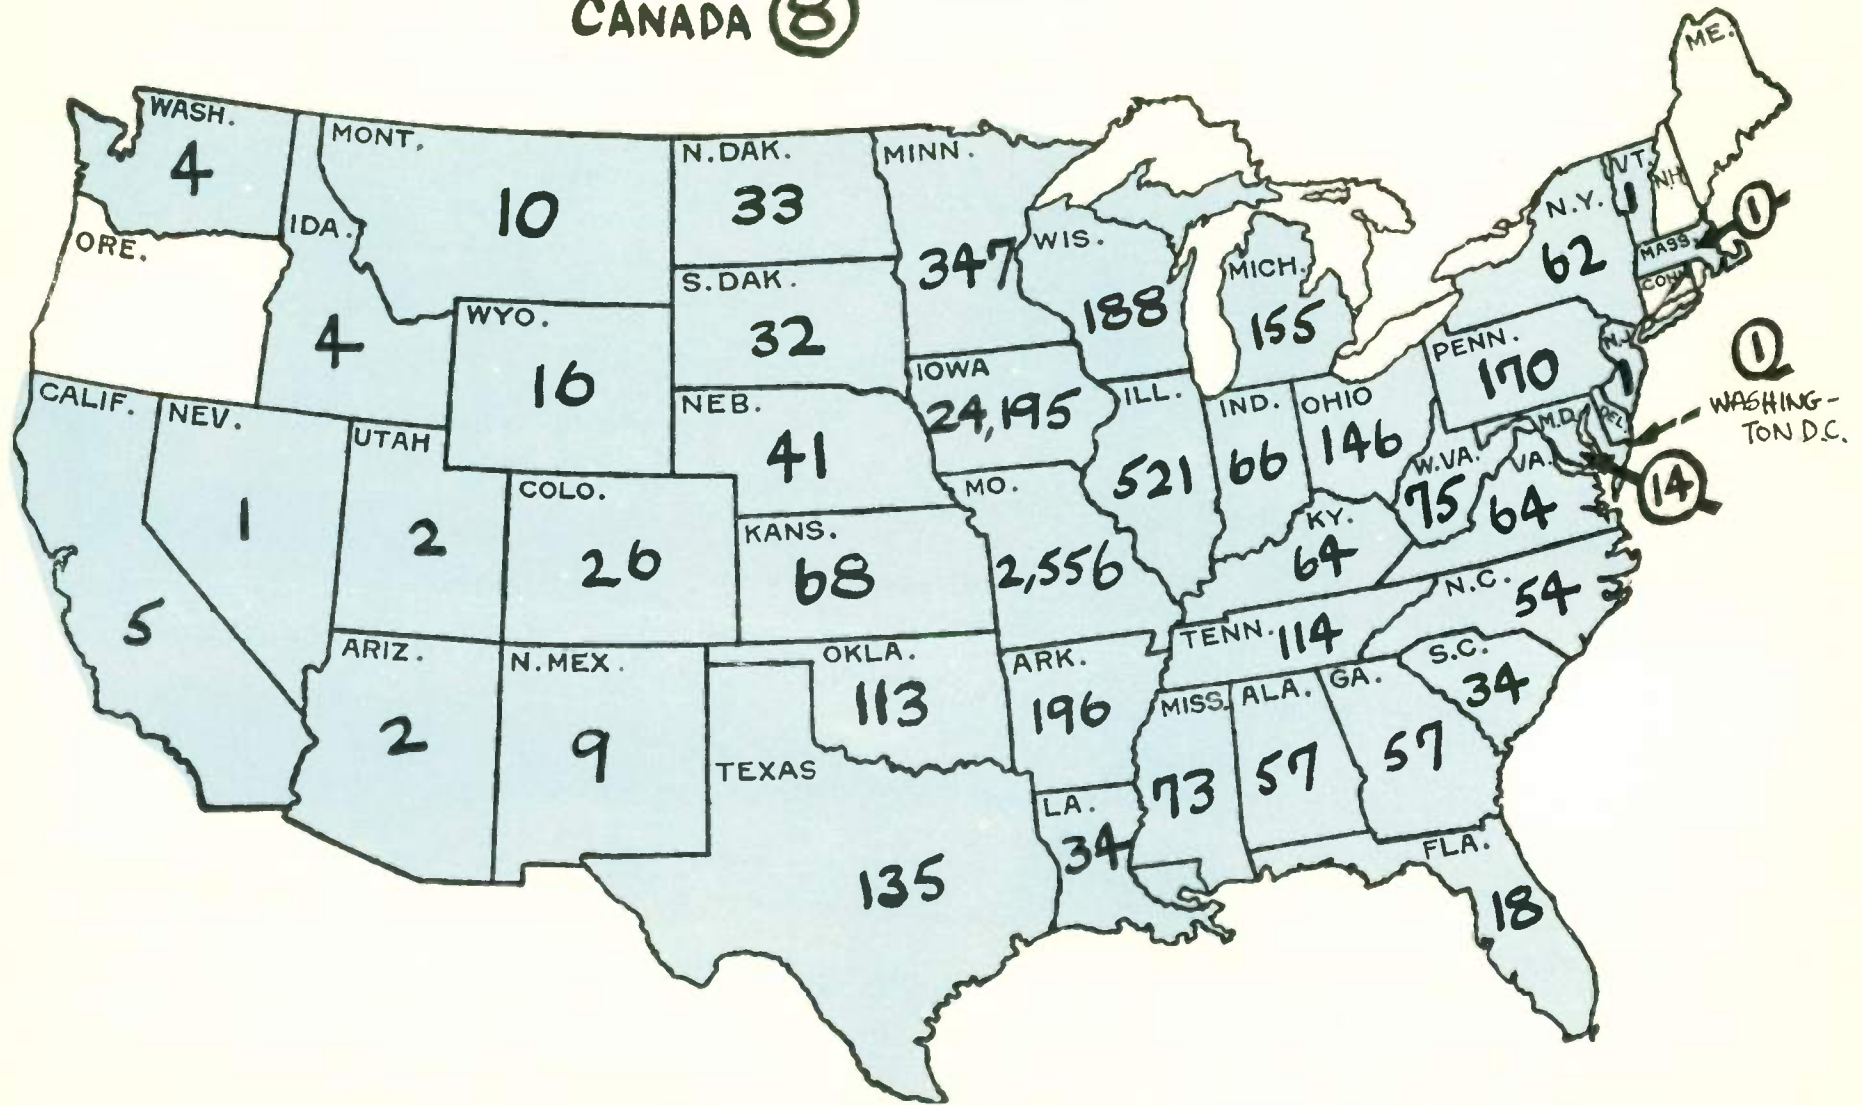 CANADA 8
WASH.
4
ORE.
CALIF.
5
NEV.
1
IDA.
4
MONT.
10
WYO.
16
UTAH
2
ARIZ.
2
COLO.
26
N.MEX.
9
N.DAK.
33
S.DAK.
32
NEB.
41
KANS.
68
OKLA.
113
TEXAS
135
MINN.
347
IOWA
24,195
MO.
2,556
ARK.
196
LA.
34
WIS.
188
ILL.
521
MICH.
155
IND.
66
OHIO
146
KY.
64
TENN.
114
MISS.
73
ALA.
57
GA.
57
FLA.
18
S.C.
34
N.C.
54
VA.
64
W.VA.
75
M.D.
14
DEL.
WASHING-
TON D.C.
1
PENN.
170
N.J.
1
N.Y.
62
CONN.
MASS.
1
VT.
1
N.H.
ME.